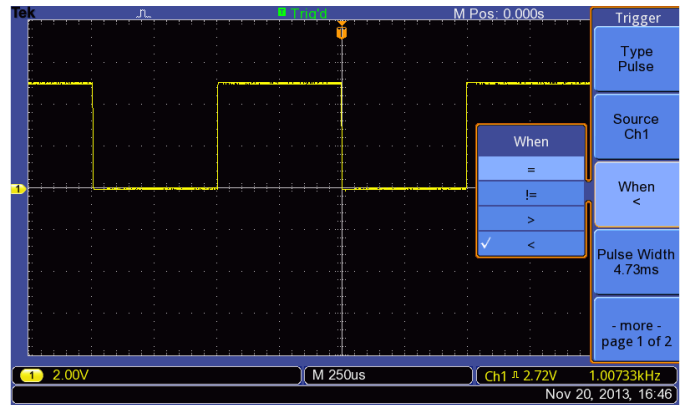 Tek
T Trig'd
M Pos: 0.000s
T
1
Trigger
Type
Pulse
Source
Ch1
When
<
Pulse Width
4.73ms
- more -
page 1 of 2
When
=
!=
>
✓ <
1 2.00V
M 250us
Ch1 2.72V 1.00733kHz
Nov 20, 2013, 16:46